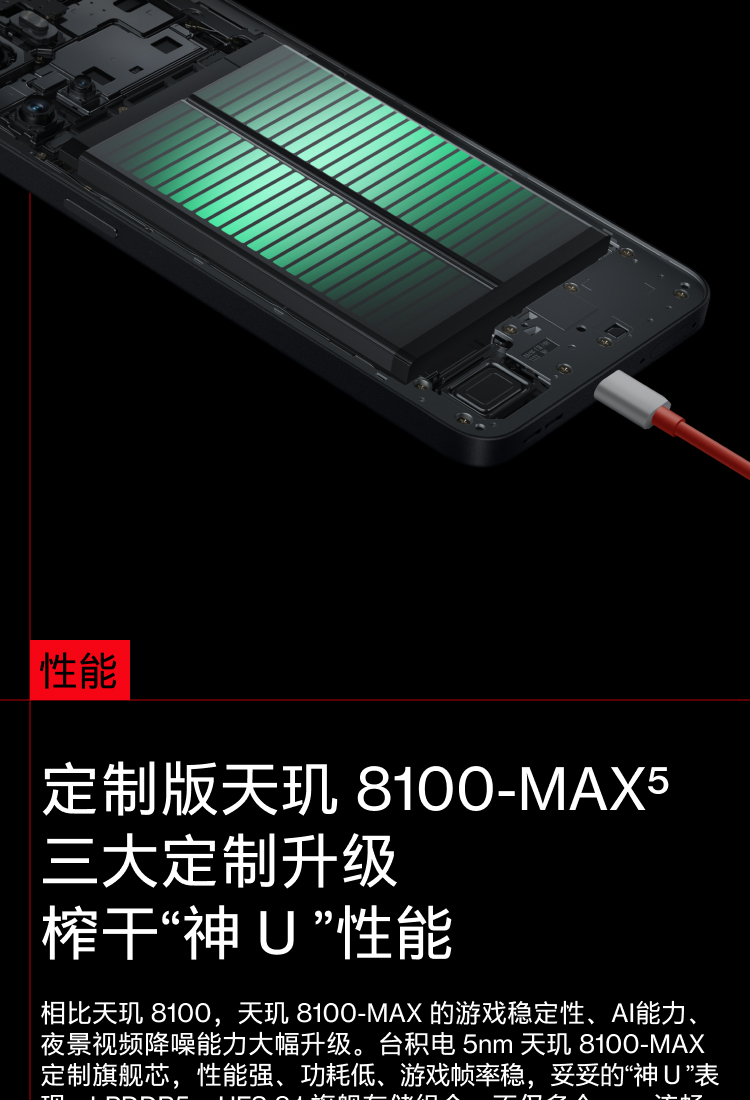 性能
定制版天玑 8100-MAX⁵
三大定制升级
榨干“神 U ”性能
相比天玑 8100，天玑 8100-MAX 的游戏稳定性、AI能力、
夜景视频降噪能力大幅升级。台积电 5nm 天玑 8100-MAX
定制旗舰芯，性能强、功耗低、游戏帧率稳，妥妥的“神 U ”表